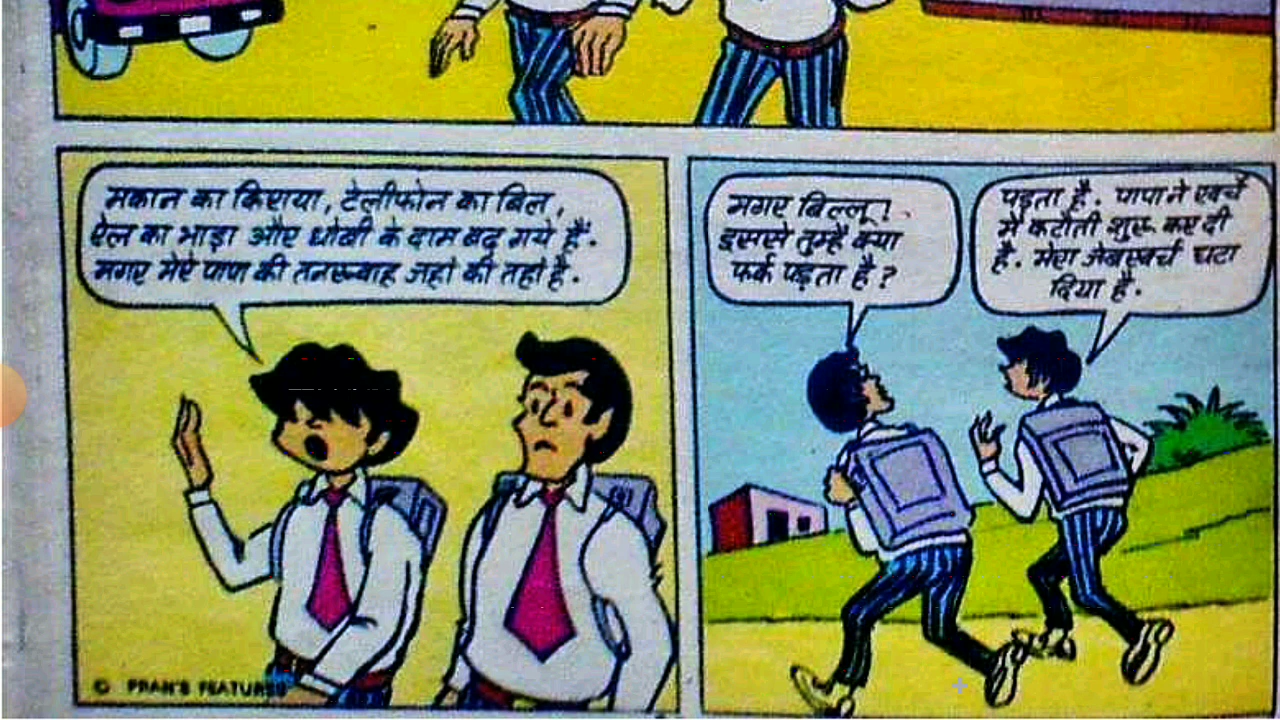 मकान का किराया, टेलीफोन का बिल,
रेल का भाड़ा और धोबी के दाम बढ़ गये हैं.
मगर मेरे पापा की तनख्वाह जहां की तहां है.
मगर बिल्लू!
इससे तुम्हें क्या
फर्क पड़ता है?
पड़ता है. पापा ने खर्चे
में कटौती शुरू कर दी
है. मेरा जेबखर्च घटा
दिया है.
© PRAN'S FEATURES